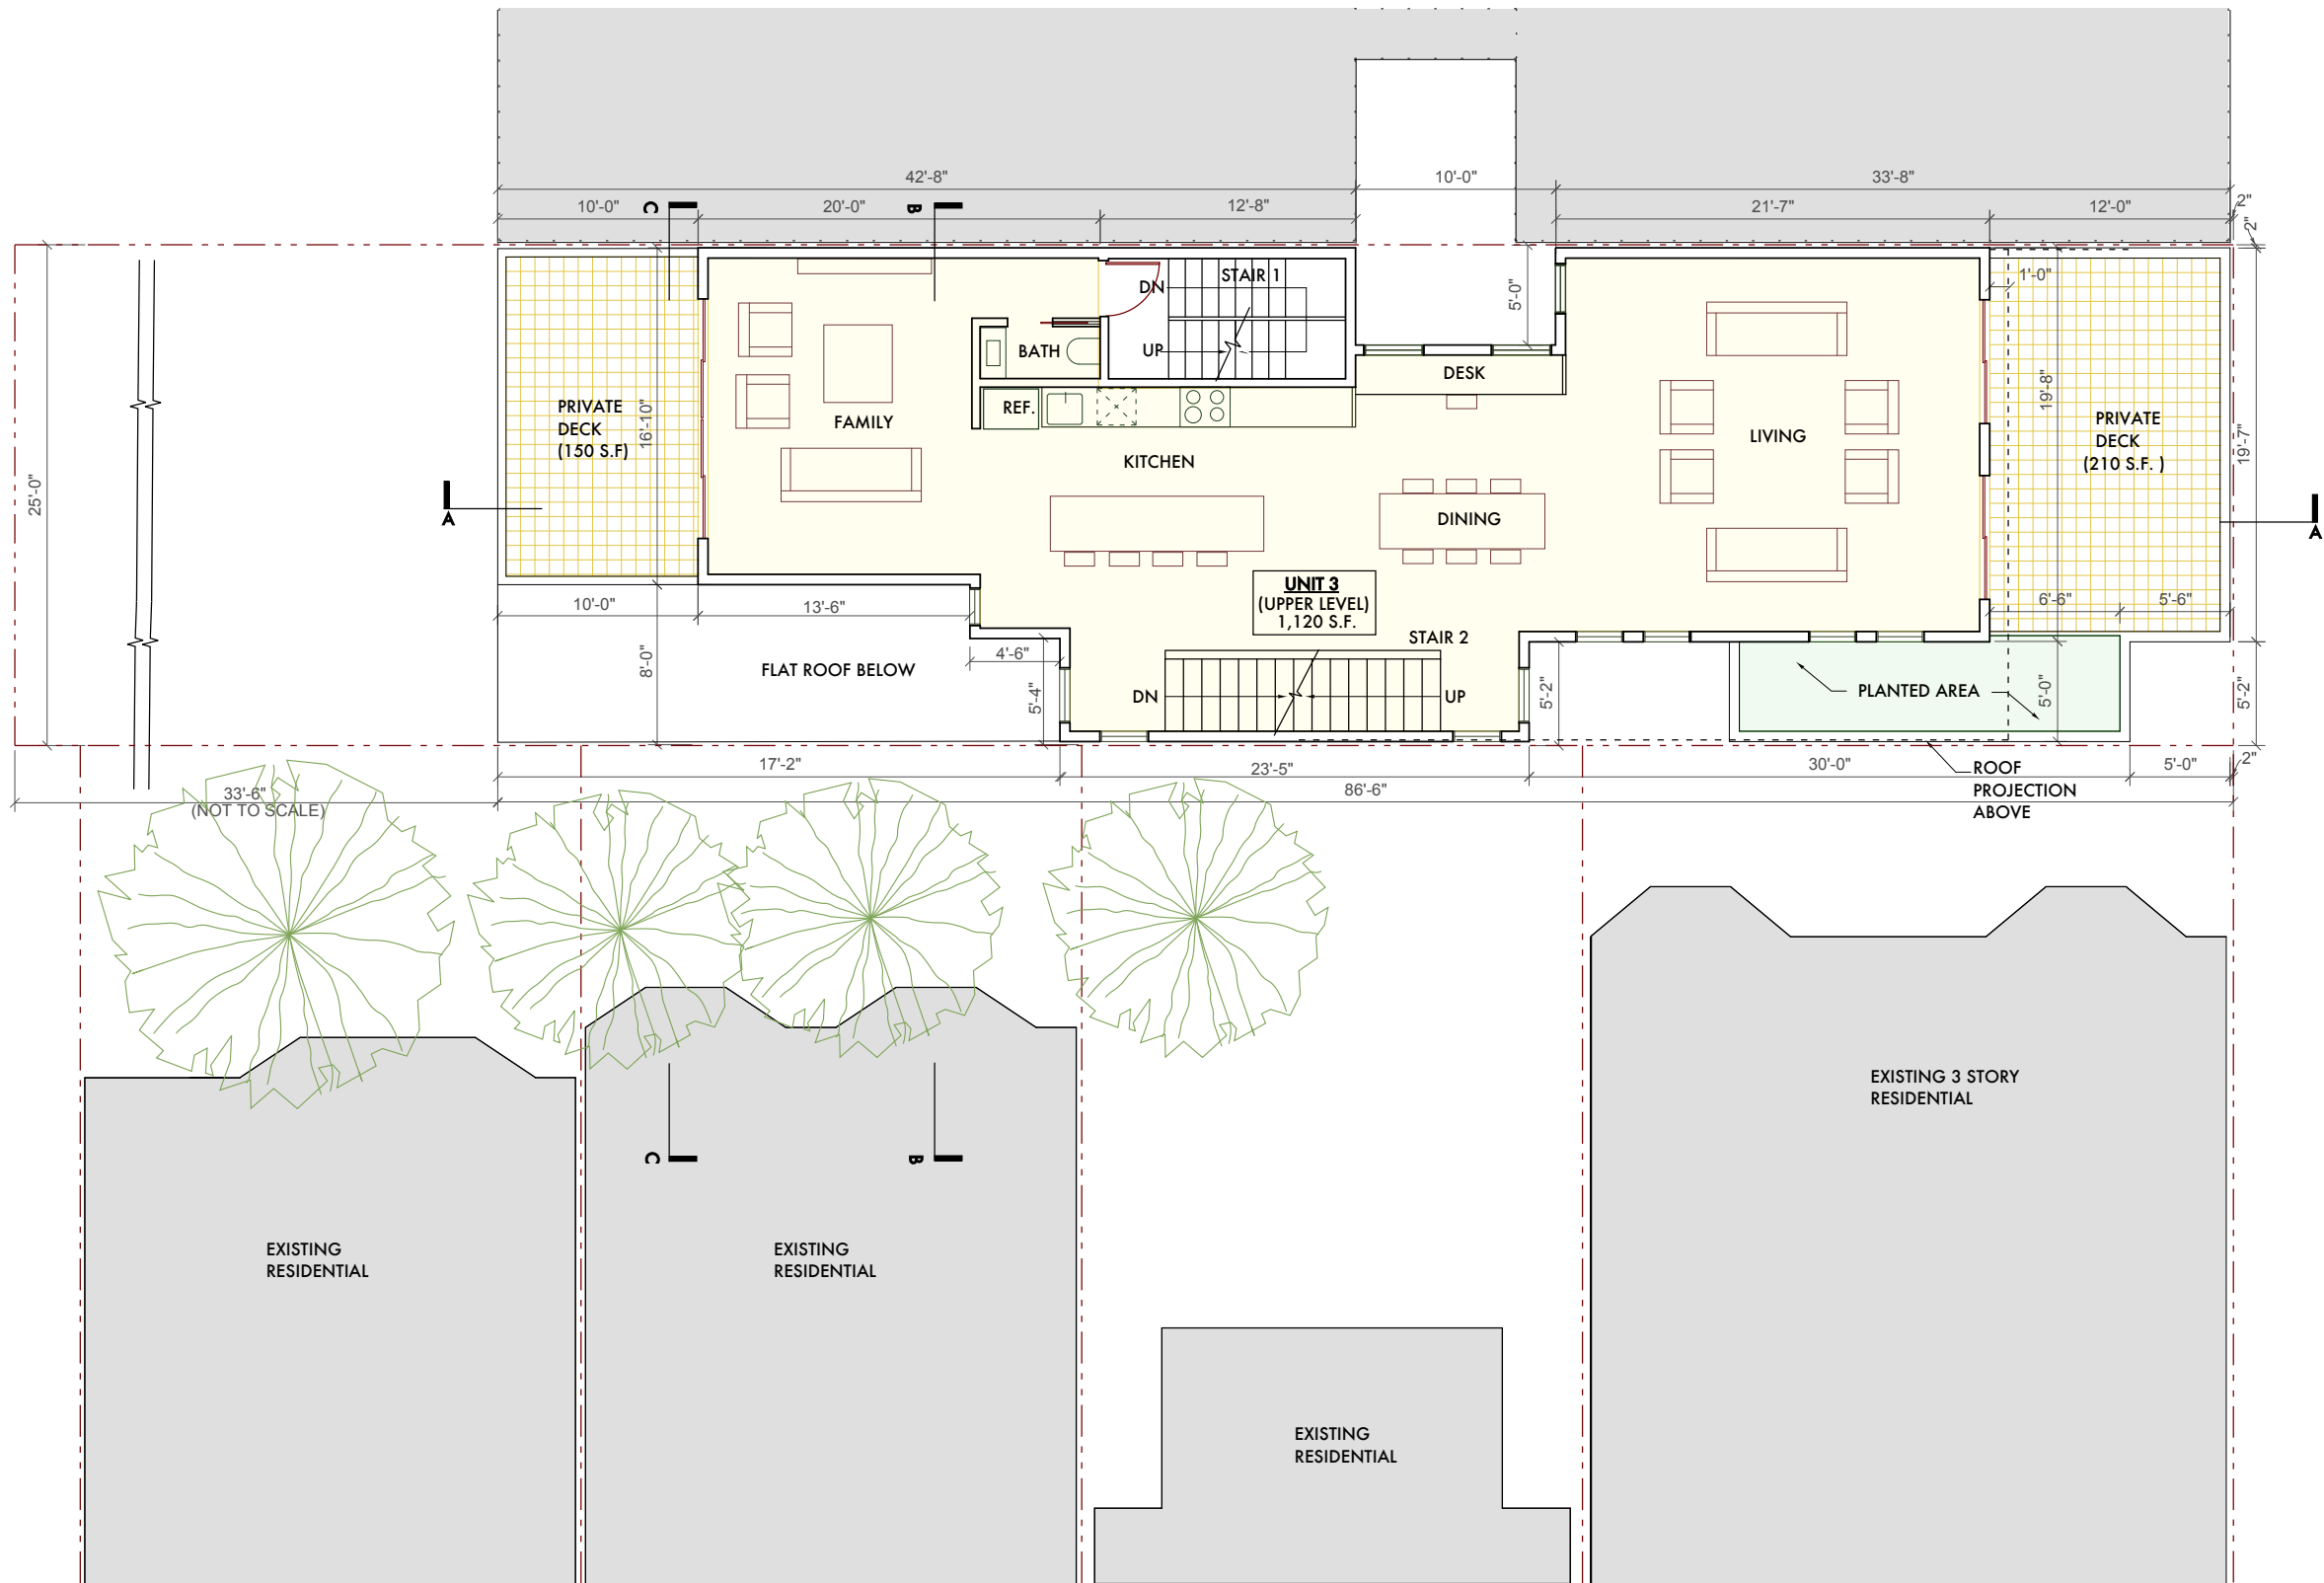 42'-8"
10'-0"
33'-8"
10'-0"
C
20'-0"
B
12'-8"
21'-7"
12'-0"
2"
2"
STAIR 1
DN
1'-0"
5'-0"
UP
BATH
DESK
REF.
PRIVATE
DECK
(150 S.F)
16'-10"
FAMILY
LIVING
19'-8"
PRIVATE
DECK
(210 S.F. )
19'-7"
KITCHEN
25'-0"
A
DINING
A
UNIT 3
(UPPER LEVEL)
1,120 S.F.
10'-0"
13'-6"
6'-6"
5'-6"
STAIR 2
8'-0"
FLAT ROOF BELOW
4'-6"
5'-4"
DN
UP
5'-2"
PLANTED AREA
5'-0"
5'-2"
17'-2"
23'-5"
30'-0"
5'-0"
2"
ROOF
PROJECTION
ABOVE
33'-6"
(NOT TO SCALE)
86'-6"
EXISTING 3 STORY
RESIDENTIAL
C
B
EXISTING
RESIDENTIAL
EXISTING
RESIDENTIAL
EXISTING
RESIDENTIAL